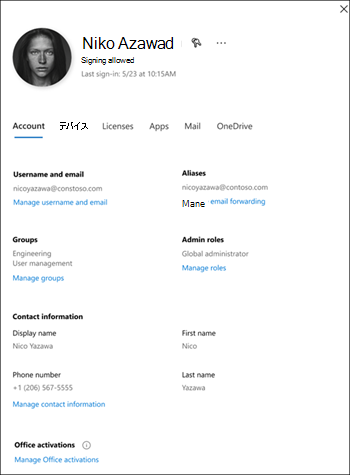 Niko Azawad
Signing allowed
Last sign-in: 5/23 at 10:15AM
Account デバイス Licenses Apps Mail OneDrive
Username and email
nicoyazawa@constoso.com
Manage username and email
Aliases
nicoyazawa@contoso.com
Mane email forwarding
Groups
Engineering
User management
Manage groups
Admin roles
Global administrator
Manage roles
Contact information
Display name
Nico Yazawa
First name
Nico
Phone number
+1 (206) 567-5555
Last name
Yazawa
Manage contact information
Office activations
Manage Office activations